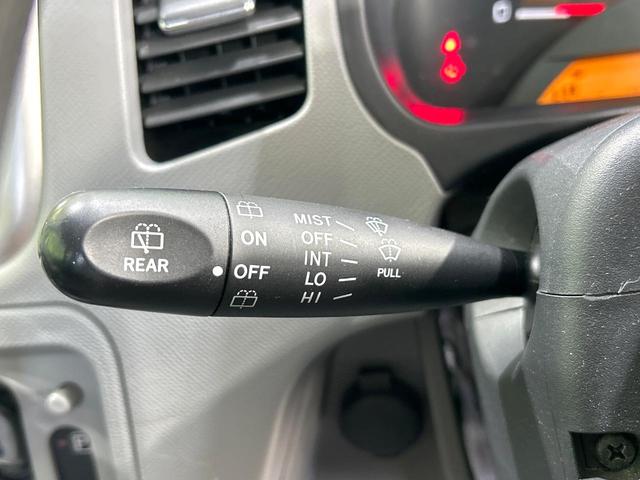 REAR
ON
OFF
MIST
OFF
INT
LO
HI
PULL